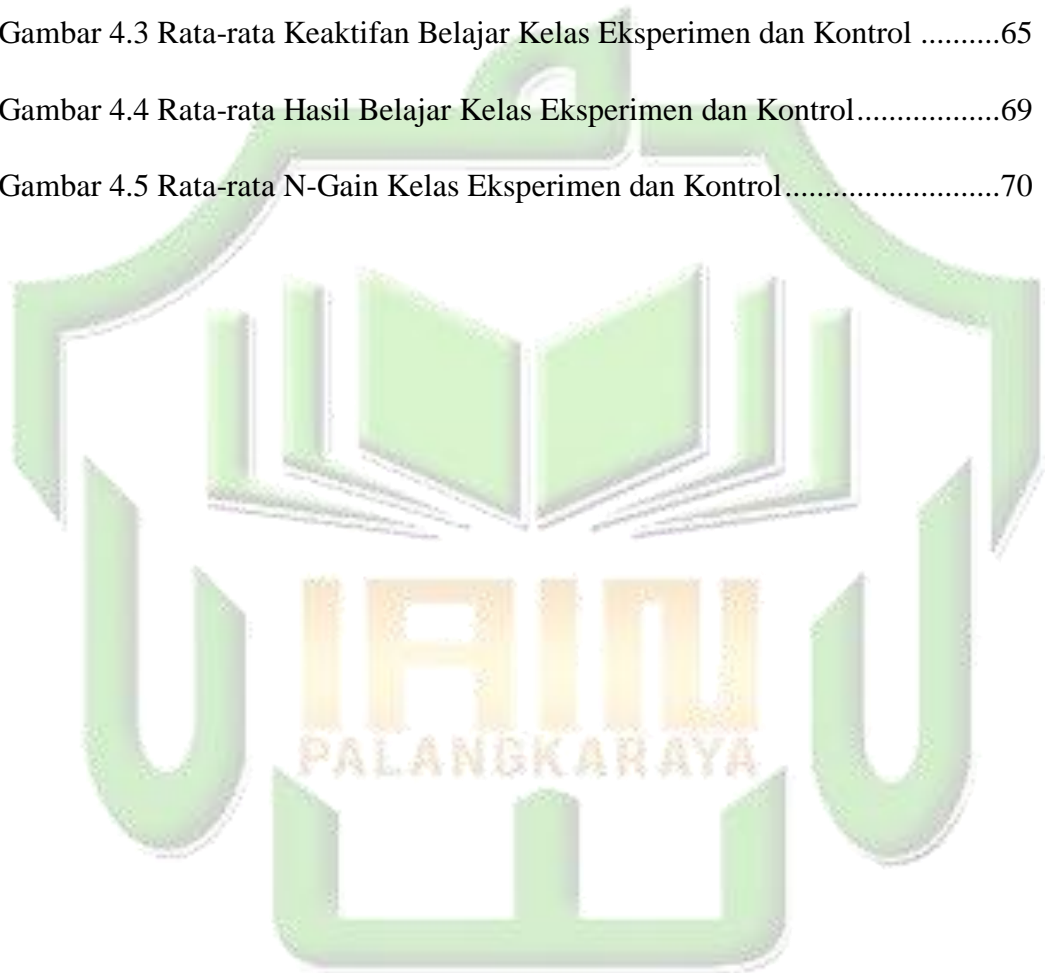 Gambar 4.3 Rata-rata Keaktifan Belajar Kelas Eksperimen dan Kontrol ..........65
Gambar 4.4 Rata-rata Hasil Belajar Kelas Eksperimen dan Kontrol..................69
Gambar 4.5 Rata-rata N-Gain Kelas Eksperimen dan Kontrol...........................70
IAIN
PALANGKARAYA